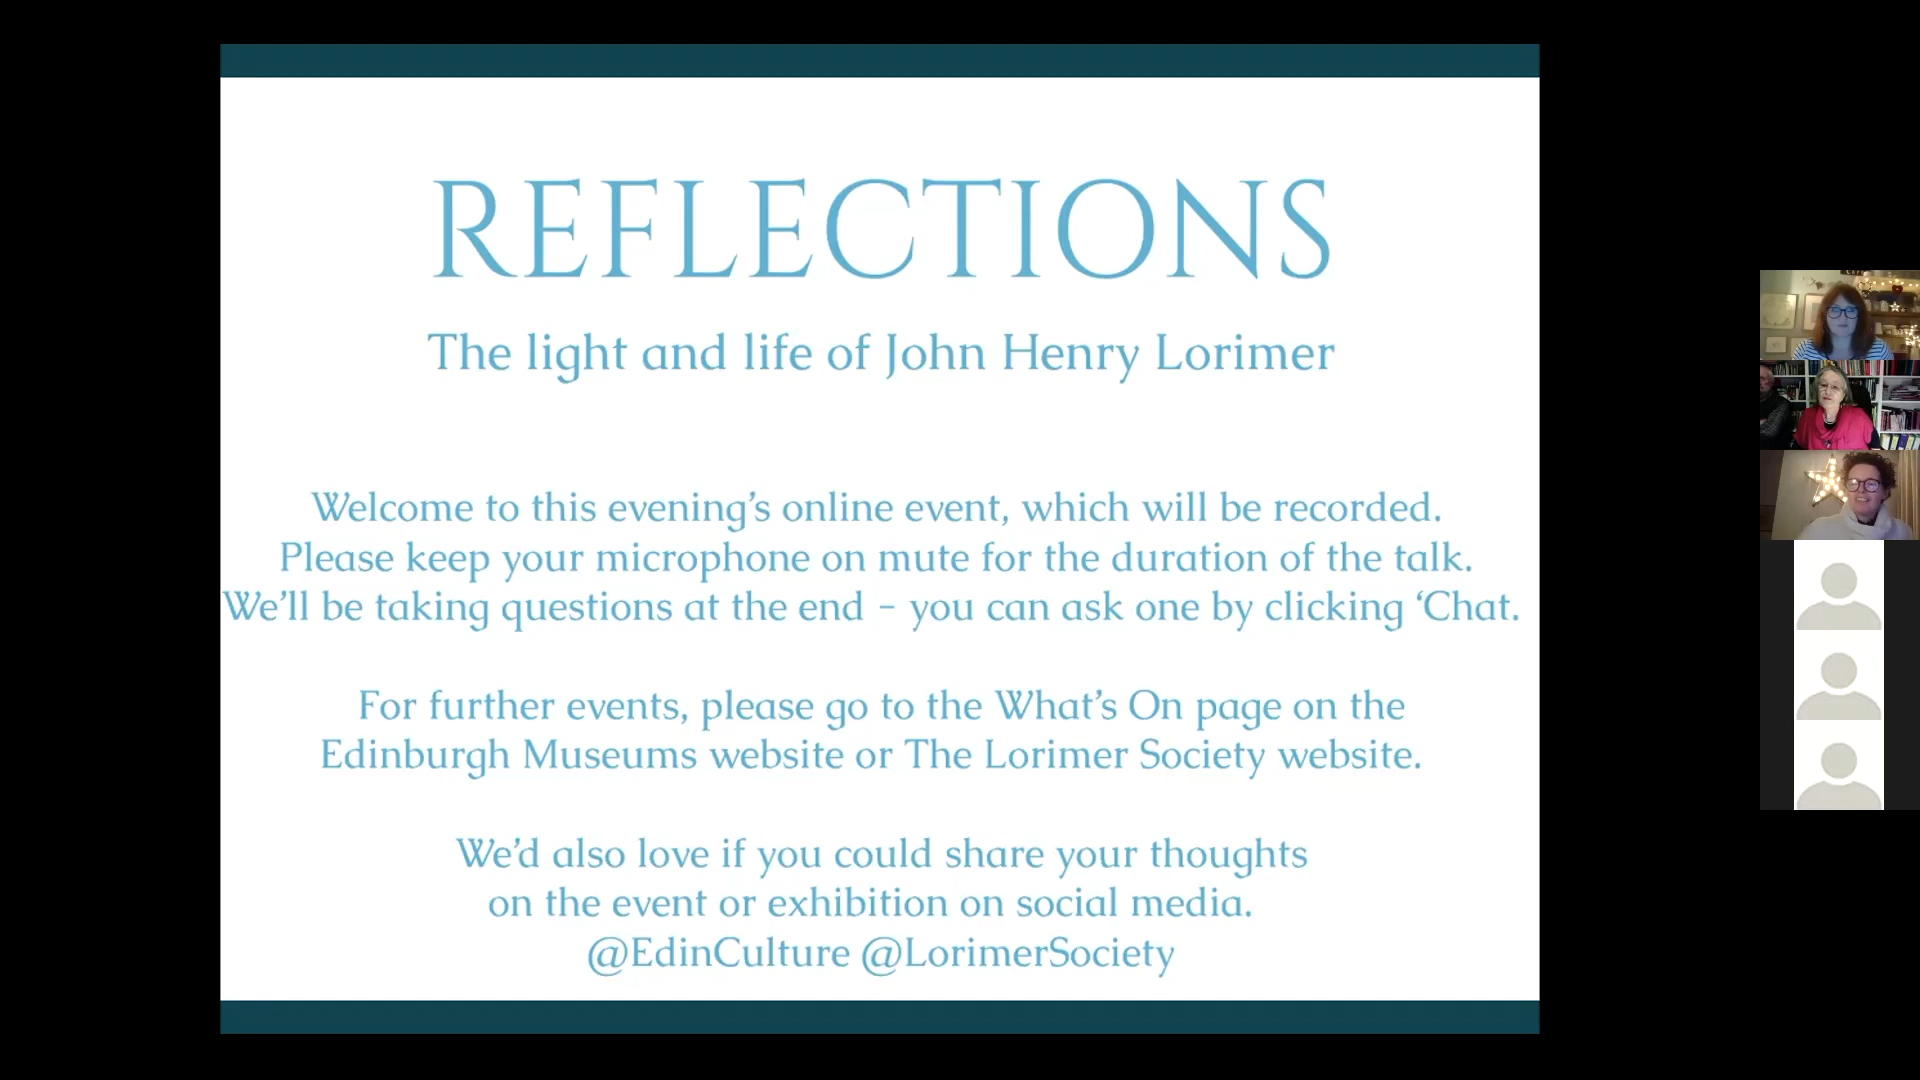 REFLECTIONS
The light and life of John Henry Lorimer
Welcome to this evening’s online event, which will be recorded.
Please keep your microphone on mute for the duration of the talk.
We’ll be taking questions at the end - you can ask one by clicking ‘Chat.
For further events, please go to the What’s On page on the
Edinburgh Museums website or The Lorimer Society website.
We’d also love if you could share your thoughts
on the event or exhibition on social media.
@EdinCulture @LorimerSociety